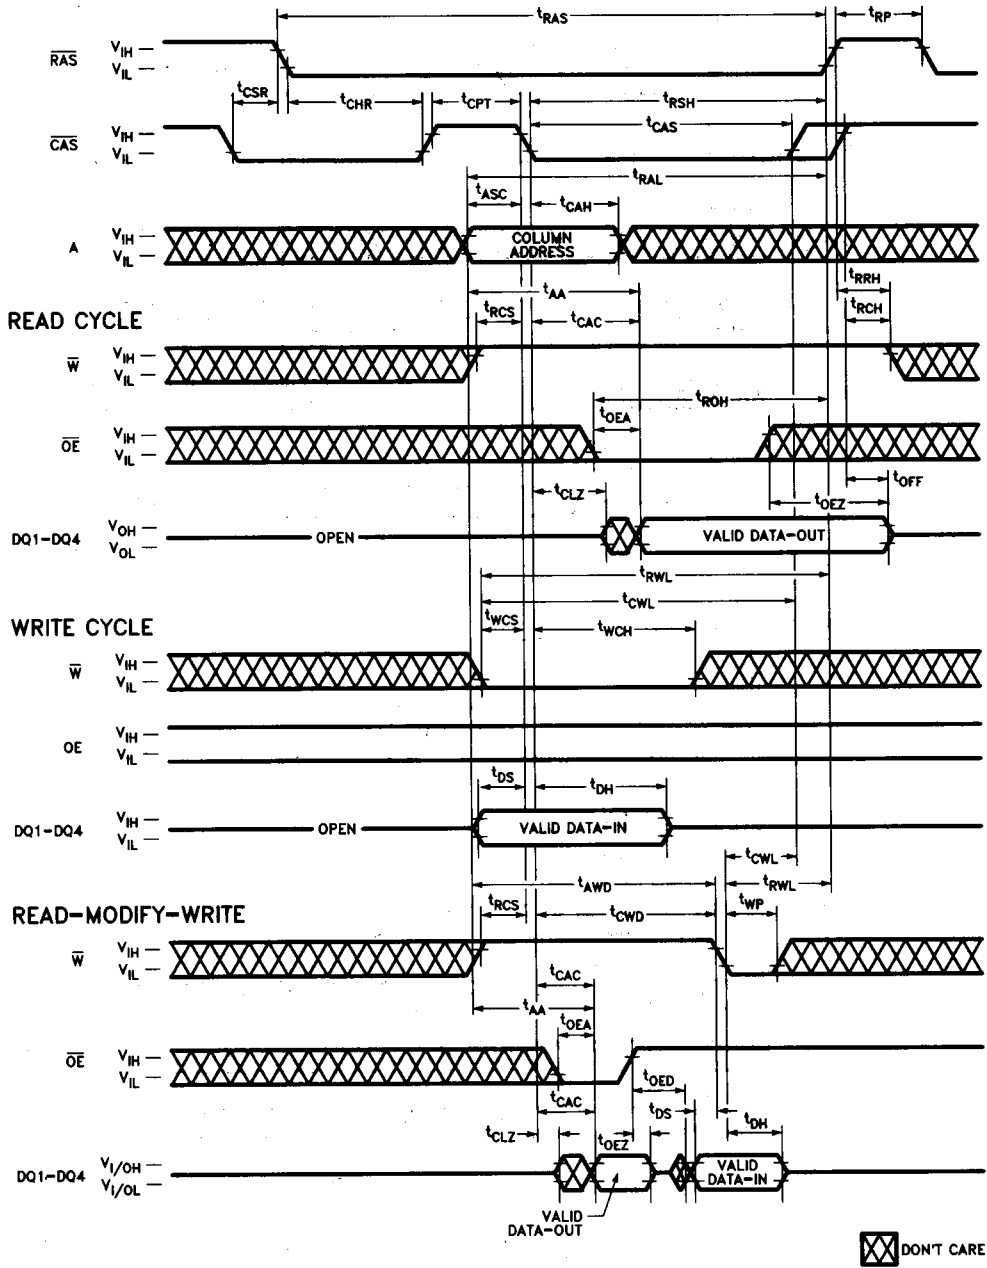 tRAS
tRP
RAS
VIH
VIL
tCSR
tCHR
tCPT
tRSH
tCAS
CAS
VIH
VIL
tRAL
tASC
tCAH
A
VIH
VIL
COLUMN
ADDRESS
tRRH
tAA
tRCS
tCAC
tRCH
READ CYCLE
W
VIH
VIL
tROH
tOEA
OE
VIH
VIL
tCLZ
tOFF
tOEZ
DQ1-DQ4
VOH
VOL
OPEN
VALID DATA-OUT
tRWL
tCWL
tWCS
tWCH
WRITE CYCLE
W
VIH
VIL
OE
VIH
VIL
tDS
tDH
DQ1-DQ4
VIH
VIL
OPEN
VALID DATA-IN
tCWL
tAWD
tRWL
tRCS
tCWD
tWP
READ-MODIFY-WRITE
W
VIH
VIL
tCAC
tAA
tOEA
OE
VIH
VIL
tOED
tCAC
tDS
tDH
tCLZ
tOEZ
DQ1-DQ4
VI/OH
VI/OL
VALID
DATA-IN
VALID
DATA-OUT
DON'T CARE